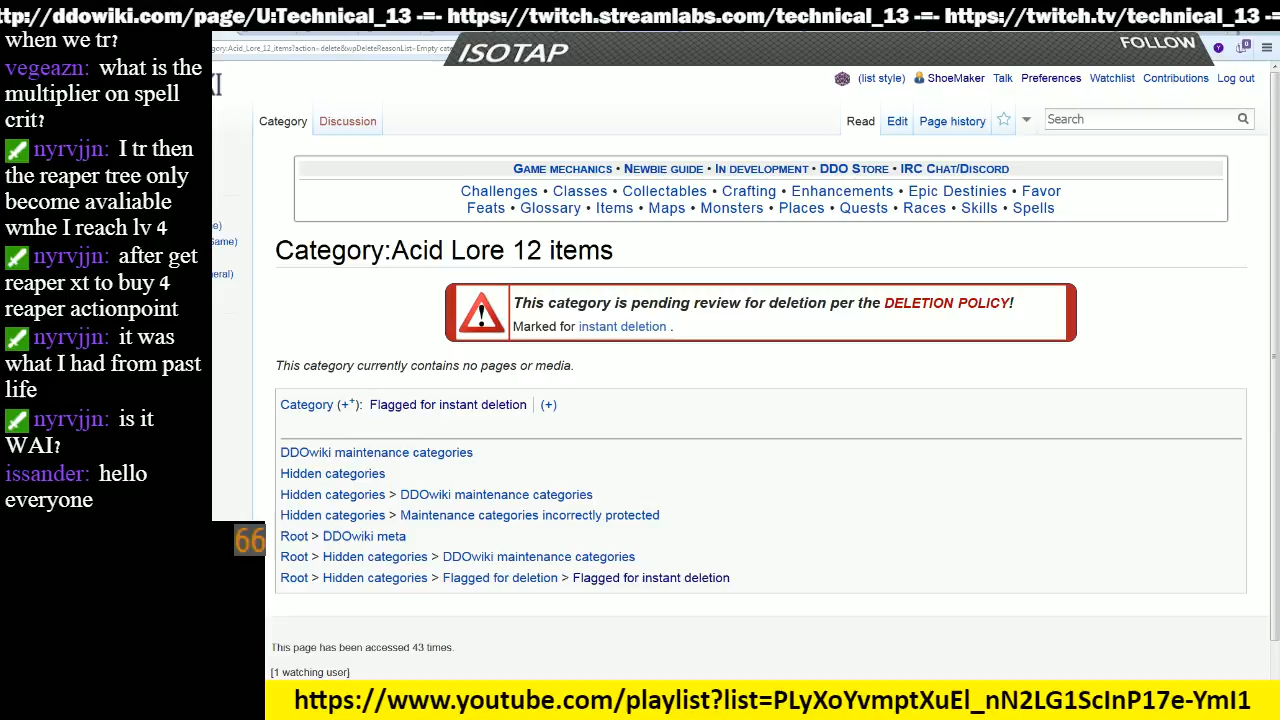 ttp://ddowiki.com/page/U:Technical_13 -=- https://twitch.streamlabs.com/technical_13 -=- https://twitch.tv/technical_13 -=
when we tr?
vegeazn: what is the
multiplier on spell
crit?
nyrvjjn: I tr then
the reaper tree only
become avaliable
wnhe I reach lv 4
nyrvjjn: after get
reaper xt to buy 4
reaper actionpoint
nyrvjjn: it was
what I had from past
life
nyrvjjn: is it
WAI?
issander: hello
everyone
66
gory:Acid_Lore_12_items?action=delete&wpDeleteReasonList=Empty cate
ISOTAP
FOLLOW
KI
(list style) ShoeMaker Talk Preferences Watchlist Contributions Log out
Category Discussion Read Edit Page history Search
GAME MECHANICS • NEWBIE GUIDE • IN DEVELOPMENT • DDO STORE • IRC CHAT/DISCORD
Challenges • Classes • Collectables • Crafting • Enhancements • Epic Destinies • Favor
Feats • Glossary • Items • Maps • Monsters • Places • Quests • Races • Skills • Spells
Category:Acid Lore 12 items
This category is pending review for deletion per the DELETION POLICY!
Marked for instant deletion .
This category currently contains no pages or media.
Category (+⁺): Flagged for instant deletion (+)
DDOwiki maintenance categories
Hidden categories
Hidden categories > DDOwiki maintenance categories
Hidden categories > Maintenance categories incorrectly protected
Root > DDOwiki meta
Root > Hidden categories > DDOwiki maintenance categories
Root > Hidden categories > Flagged for deletion > Flagged for instant deletion
This page has been accessed 43 times.
[1 watching user]
https://www.youtube.com/playlist?list=PLyXoYvmptXuEl_nN2LG1ScInP17e-YmI1